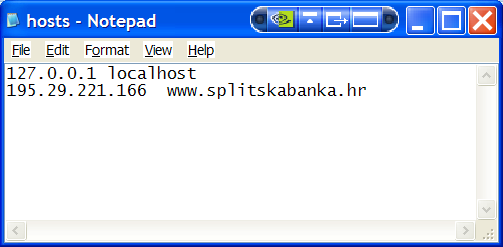 hosts - Notepad
File Edit Format View Help
127.0.0.1 localhost
195.29.221.166  www.splitskabanka.hr